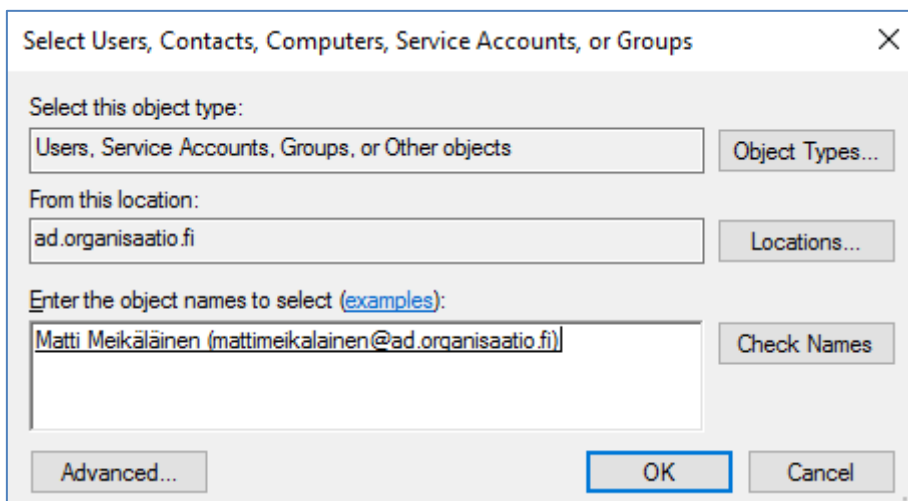 Select Users, Contacts, Computers, Service Accounts, or Groups
Select this object type:
Users, Service Accounts, Groups, or Other objects
Object Types...
From this location:
ad.organisaatio.fi
Locations...
Enter the object names to select (examples):
Matti Meikäläinen (mattimeikalainen@ad.organisaatio.fi)
Check Names
Advanced...
OK
Cancel